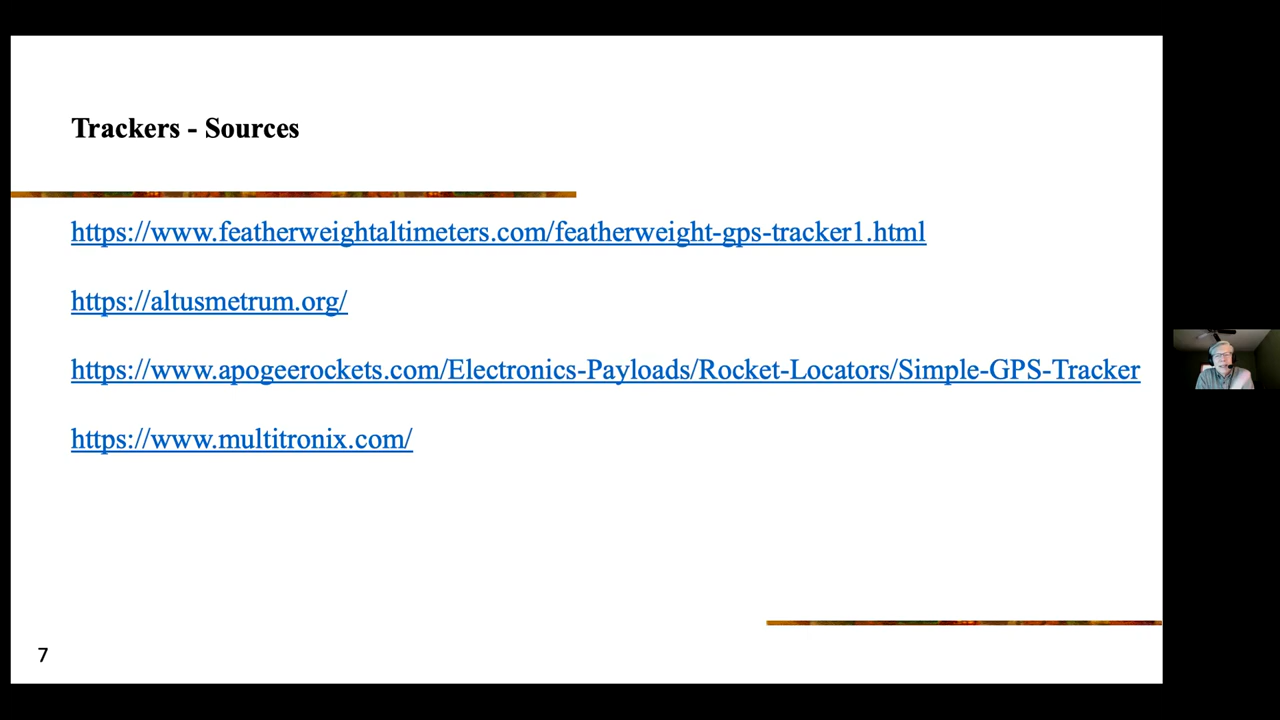 Trackers - Sources
https://www.featherweightaltimeters.com/featherweight-gps-tracker1.html
https://altusmetrum.org/
https://www.apogeerockets.com/Electronics-Payloads/Rocket-Locators/Simple-GPS-Tracker
https://www.multitronix.com/
7